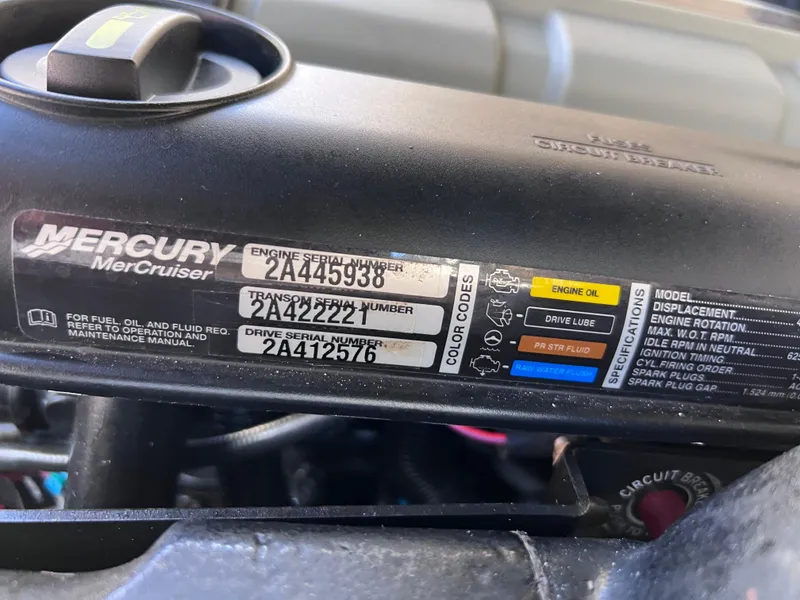 FUSES
CIRCUIT BREAKER
MERCURY
MerCruiser
FOR FUEL, OIL, AND FLUID REQ.
REFER TO OPERATION AND
MAINTENANCE MANUAL.
ENGINE SERIAL NUMBER
2A445938
TRANSOM SERIAL NUMBER
2A422221
DRIVE SERIAL NUMBER
2A412576
COLOR CODES
ENGINE OIL
DRIVE LUBE
PR STR FLUID
RAW WATER FLUSH
SPECIFICATIONS
MODEL
DISPLACEMENT
ENGINE ROTATION
MAX. W.O.T. RPM
IDLE RPM IN NEUTRAL
IGNITION TIMING
CYL. FIRING ORDER
SPARK PLUGS
SPARK PLUG GAP 1.524 mm
CIRCUIT BREAKER